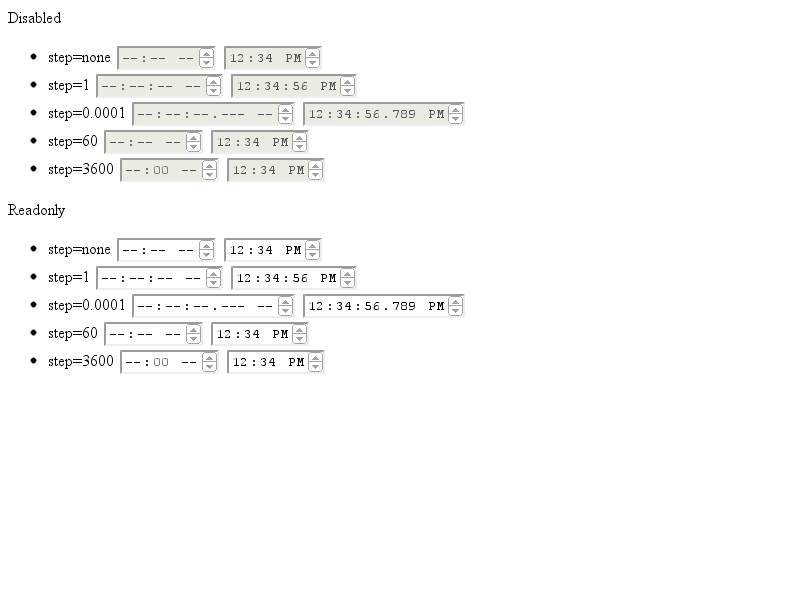 Disabled
step=none --:-- -- 12:34 PM
step=1 --:--:-- -- 12:34:56 PM
step=0.0001 --:--:--.--- -- 12:34:56.789 PM
step=60 --:-- -- 12:34 PM
step=3600 --:00 -- 12:34 PM
Readonly
step=none --:-- -- 12:34 PM
step=1 --:--:-- -- 12:34:56 PM
step=0.0001 --:--:--.--- -- 12:34:56.789 PM
step=60 --:-- -- 12:34 PM
step=3600 --:00 -- 12:34 PM